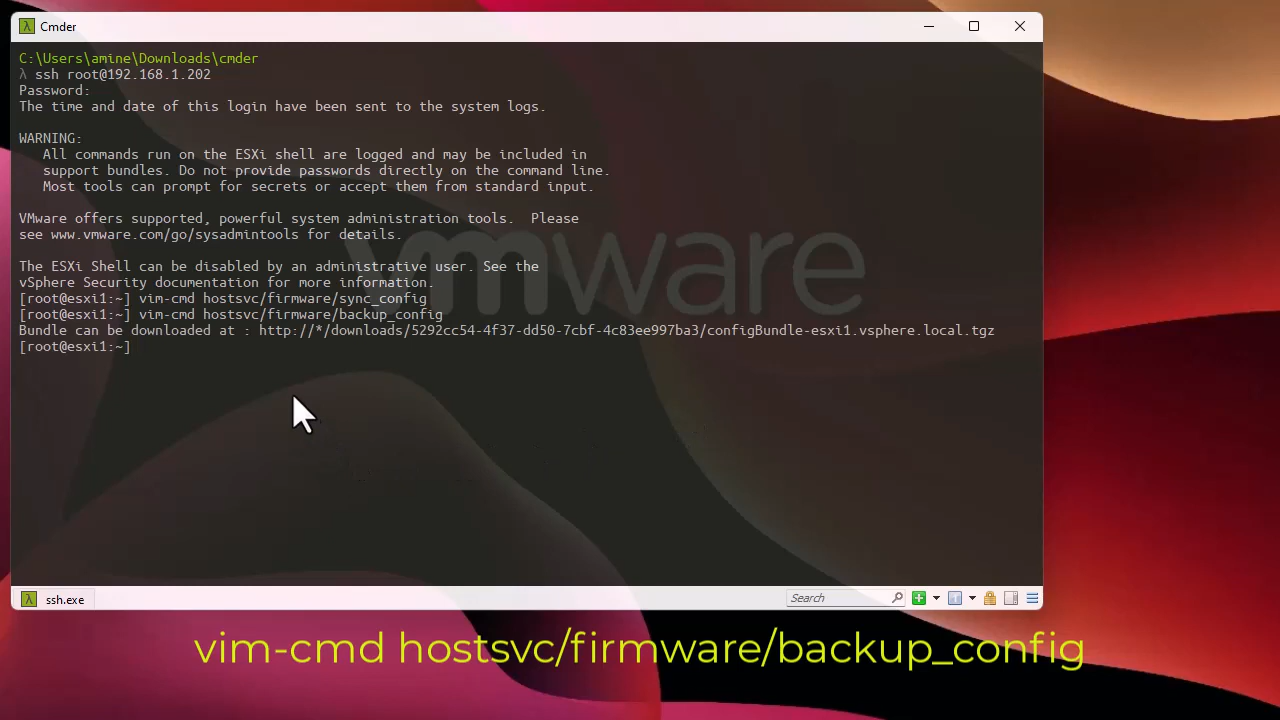 Cmder
C:\Users\amine\Downloads\cmder
λ ssh root@192.168.1.202
Password:
The time and date of this login have been sent to the system logs.
WARNING:
All commands run on the ESXi shell are logged and may be included in
support bundles. Do not provide passwords directly on the command line.
Most tools can prompt for secrets or accept them from standard input.
VMware offers supported, powerful system administration tools.  Please
see www.vmware.com/go/sysadmintools for details.
The ESXi Shell can be disabled by an administrative user. See the
vSphere Security documentation for more information.
[root@esxi1:~] vim-cmd hostsvc/firmware/sync_config
[root@esxi1:~] vim-cmd hostsvc/firmware/backup_config
Bundle can be downloaded at : http://*/downloads/5292cc54-4f37-dd50-7cbf-4c83ee997ba3/configBundle-esxi1.vsphere.local.tgz
[root@esxi1:~]
vmware
ssh.exe
Search
vim-cmd hostsvc/firmware/backup_config